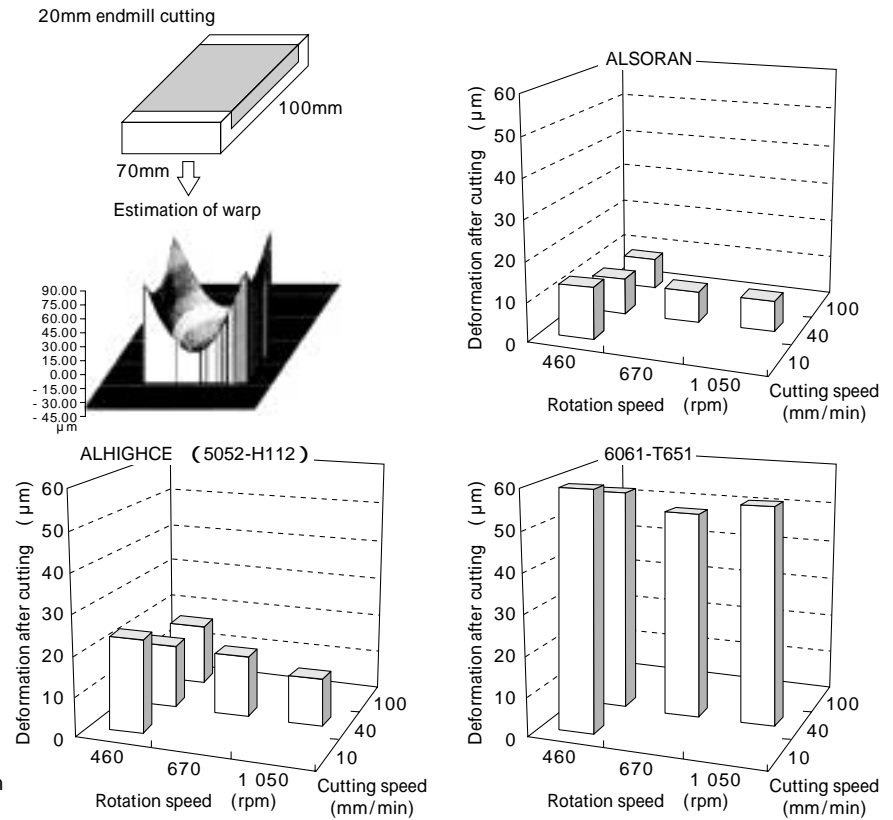 20mm endmill cutting
100mm
70mm
Estimation of warp
90.00
75.00
60.00
45.00
30.00
15.00
0.00
- 15.00
- 30.00
- 45.00
μm
ALSORAN
Deformation after cutting (μm)
60
50
40
30
20
10
0
460
670
1 050
Rotation speed (rpm)
100
40
10
Cutting speed
(mm/min)
ALHIGHCE (5052-H112)
Deformation after cutting (μm)
60
50
40
30
20
10
0
460
670
1 050
Rotation speed (rpm)
100
40
10
Cutting speed
(mm/min)
6061-T651
Deformation after cutting (μm)
60
50
40
30
20
10
0
460
670
1 050
Rotation speed (rpm)
100
40
10
Cutting speed
(mm/min)